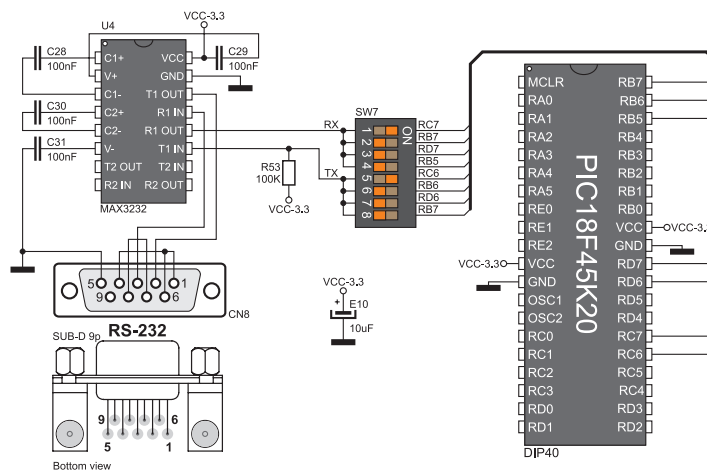 VCC-3.3
U4
C28
100nF
C1+
VCC
C29
100nF
V+
GND
C1-
T1 OUT
C30
100nF
C2+
R1 IN
C2-
R1 OUT
C31
100nF
V-
T1 IN
T2 OUT
T2 IN
R2 IN
R2 OUT
MAX3232
R53
100K
VCC-3.3
RX
TX
SW7
ON
1
2
3
4
5
6
7
8
RC7
RB7
RD7
RB5
RC6
RB6
RD6
RB7
5
1
9
6
CN8
SUB-D 9p
RS-232
9
6
5
1
Bottom view
VCC-3.3
+
E10
10uF
PIC18F45K20
MCLR
RA0
RA1
RA2
RA3
RA4
RA5
RE0
RE1
RE2
VCC
GND
OSC1
OSC2
RC0
RC1
RC2
RC3
RD0
RD1
RB7
RB6
RB5
RB4
RB3
RB2
RB1
RB0
VCC
GND
RD7
RD6
RD5
RD4
RC7
RC6
RC5
RC4
RD3
RD2
VCC-3.3
VCC-3.3
DIP40